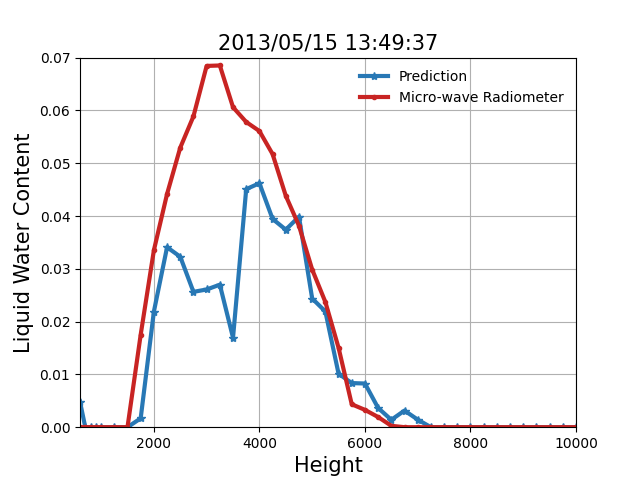 2013/05/15 13:49:37
Prediction
Micro-wave Radiometer
Liquid Water Content
0.07
0.06
0.05
0.04
0.03
0.02
0.01
0.00
2000 4000 6000 8000 10000
Height